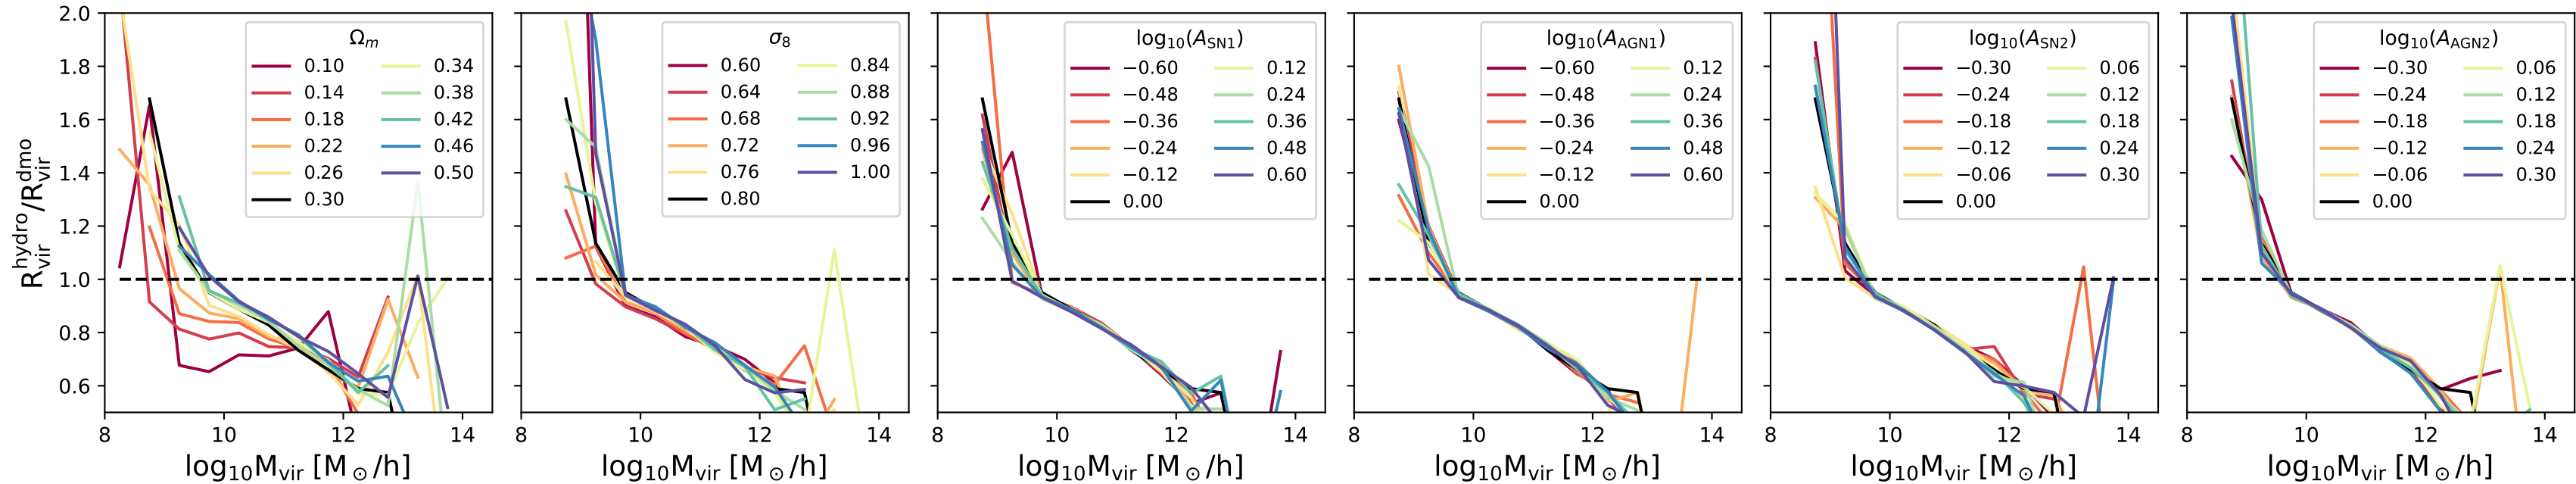 R_vir^hydro/R_vir^dmo
2.0
1.8
1.6
1.4
1.2
1.0
0.8
0.6
Ω_m
0.10 0.34
0.14 0.38
0.18 0.42
0.22 0.46
0.26 0.50
0.30
8 10 12 14
log₁₀M_vir [M_⊙/h]
σ₈
0.60 0.84
0.64 0.88
0.68 0.92
0.72 0.96
0.76 1.00
0.80
8 10 12 14
log₁₀M_vir [M_⊙/h]
log₁₀(A_SN1)
−0.60 0.12
−0.48 0.24
−0.36 0.36
−0.24 0.48
−0.12 0.60
0.00
8 10 12 14
log₁₀M_vir [M_⊙/h]
log₁₀(A_AGN1)
−0.60 0.12
−0.48 0.24
−0.36 0.36
−0.24 0.48
−0.12 0.60
0.00
8 10 12 14
log₁₀M_vir [M_⊙/h]
log₁₀(A_SN2)
−0.30 0.06
−0.24 0.12
−0.18 0.18
−0.12 0.24
−0.06 0.30
0.00
8 10 12 14
log₁₀M_vir [M_⊙/h]
log₁₀(A_AGN2)
−0.30 0.06
−0.24 0.12
−0.18 0.18
−0.12 0.24
−0.06 0.30
0.00
8 10 12 14
log₁₀M_vir [M_⊙/h]